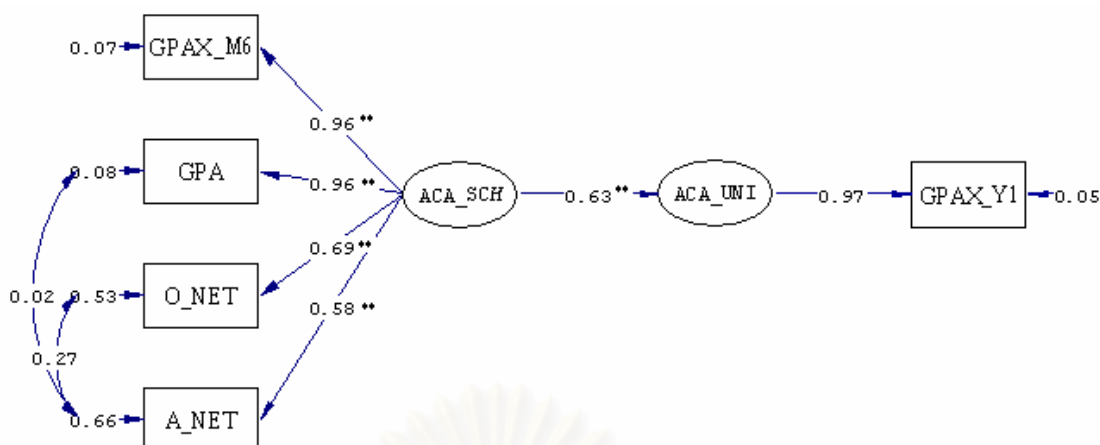 0.07 GPAX_M6
0.96**
0.08 GPA 0.96** ACA_SCH 0.63** ACA_UNI 0.97 GPAX_Y1 0.05
0.69**
0.02 0.53 O_NET
0.58**
0.27
0.66 A_NET